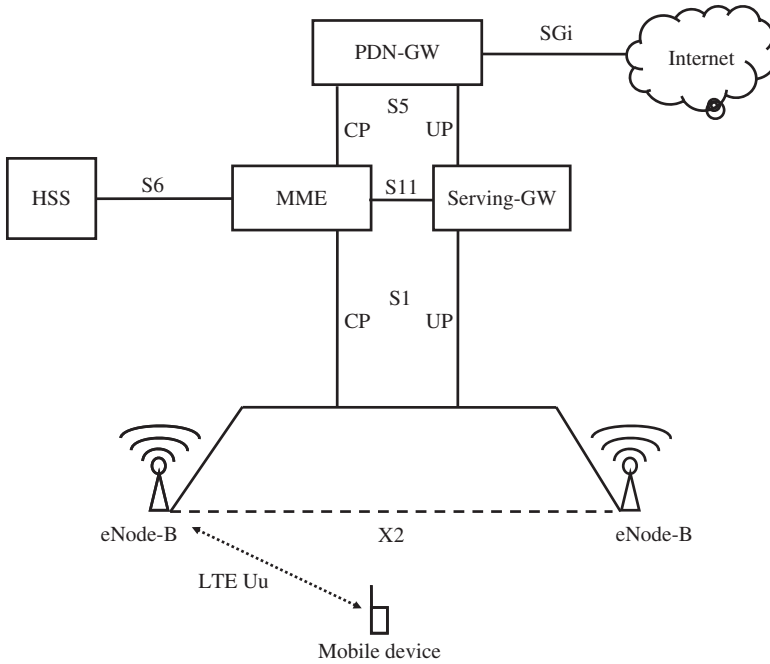 SGi
PDN-GW
Internet
S5
CP UP
HSS
S6
MME
S11
Serving-GW
S1
CP UP
eNode-B
X2
eNode-B
LTE Uu
Mobile device